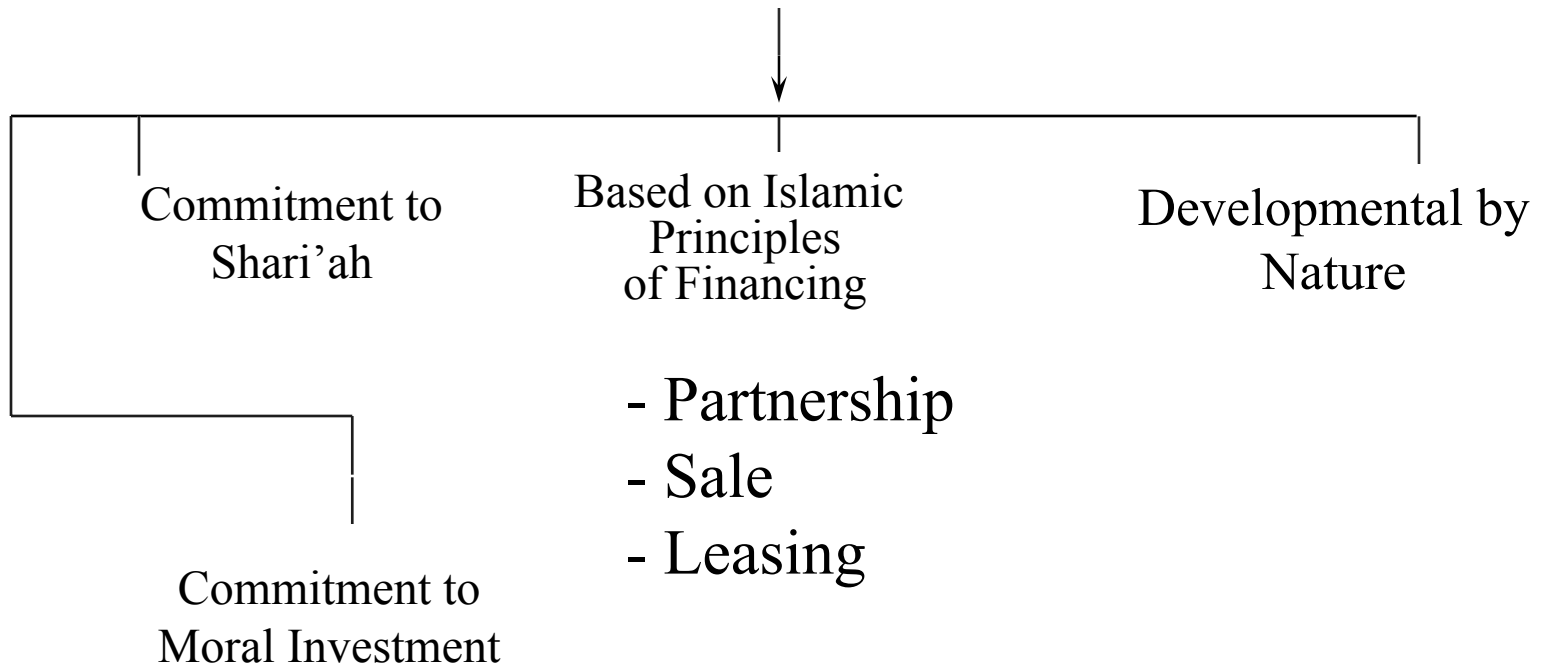 Commitment to
Shari’ah
Based on Islamic
Principles
of Financing
Developmental by
Nature
- Partnership
- Sale
- Leasing
Commitment to
Moral Investment